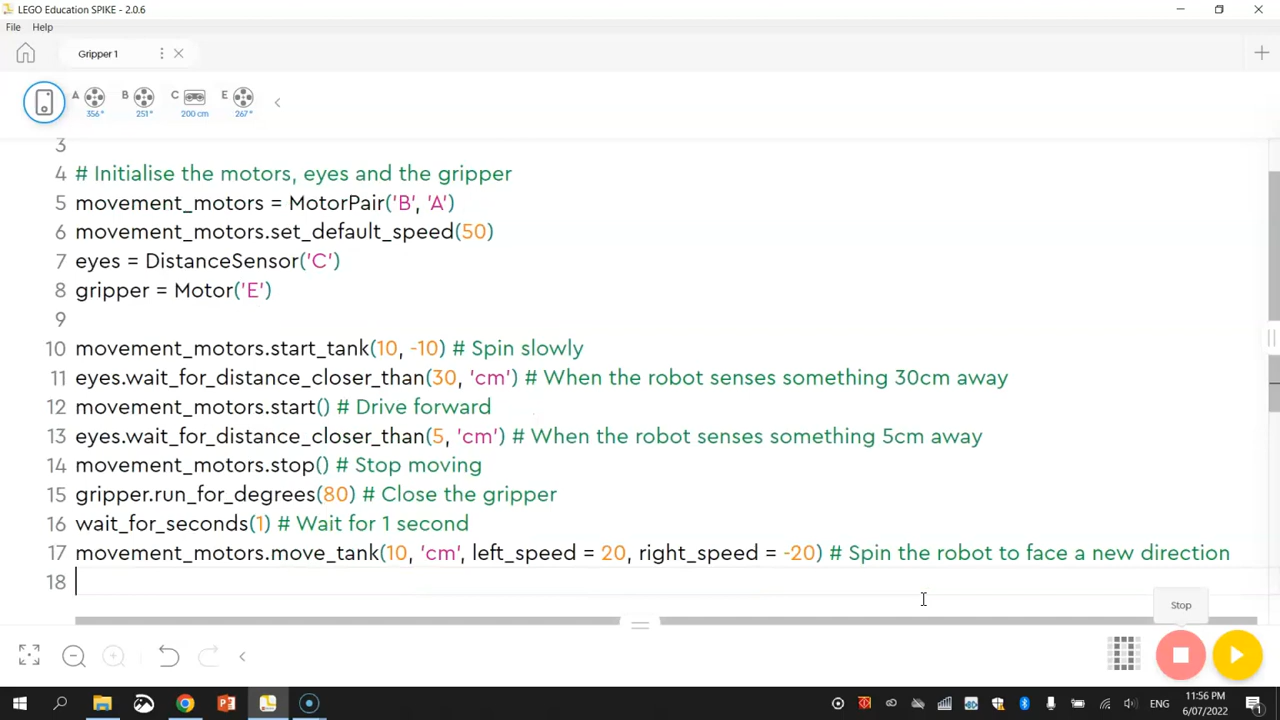 LEGO Education SPIKE - 2.0.6
File Help
Gripper 1
A B C E
356° 251° 200 cm 267°
3
4 # Initialise the motors, eyes and the gripper
5 movement_motors = MotorPair('B', 'A')
6 movement_motors.set_default_speed(50)
7 eyes = DistanceSensor('C')
8 gripper = Motor('E')
9
10 movement_motors.start_tank(10, -10) # Spin slowly
11 eyes.wait_for_distance_closer_than(30, 'cm') # When the robot senses something 30cm away
12 movement_motors.start() # Drive forward
13 eyes.wait_for_distance_closer_than(5, 'cm') # When the robot senses something 5cm away
14 movement_motors.stop() # Stop moving
15 gripper.run_for_degrees(80) # Close the gripper
16 wait_for_seconds(1) # Wait for 1 second
17 movement_motors.move_tank(10, 'cm', left_speed = 20, right_speed = -20) # Spin the robot to face a new direction
18
Stop
ENG
11:56 PM
6/07/2022